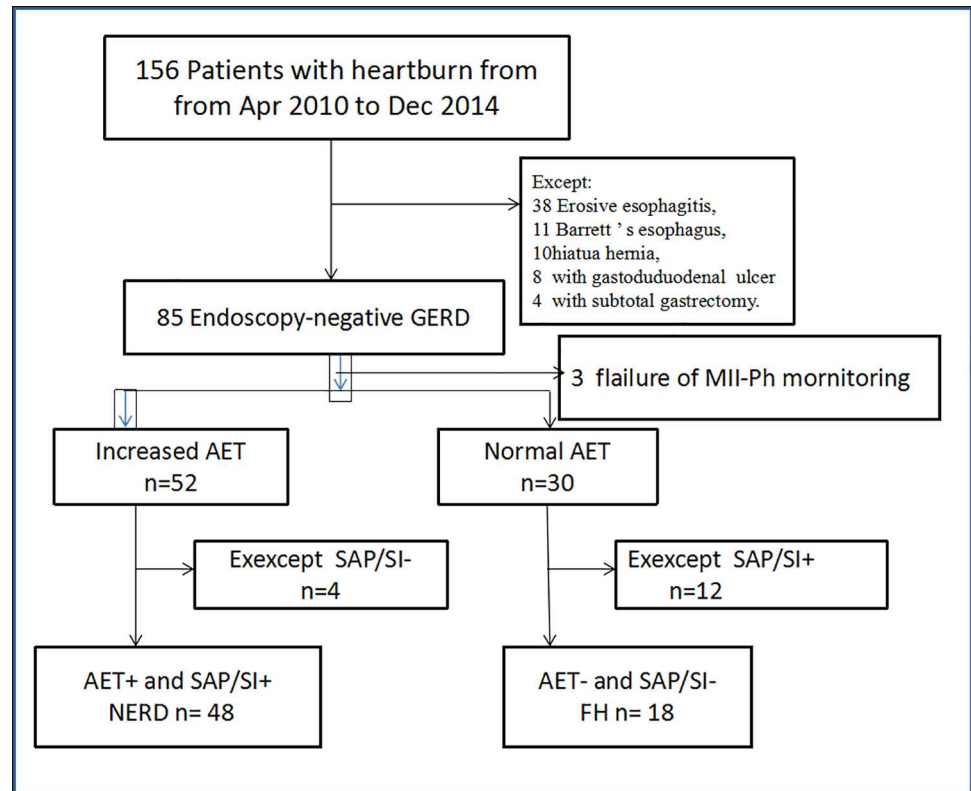 156 Patients with heartburn from
from Apr 2010 to Dec 2014
Except:
38 Erosive esophagitis,
11 Barrett ’ s esophagus,
10hiatua hernia,
8 with gastoduduodenal ulcer
4 with subtotal gastrectomy.
85 Endoscopy-negative GERD
3 flailure of MII-Ph mornitoring
Increased AET
n=52
Normal AET
n=30
Exexcept SAP/SI-
n=4
Exexcept SAP/SI+
n=12
AET+ and SAP/SI+
NERD n= 48
AET- and SAP/SI-
FH n= 18